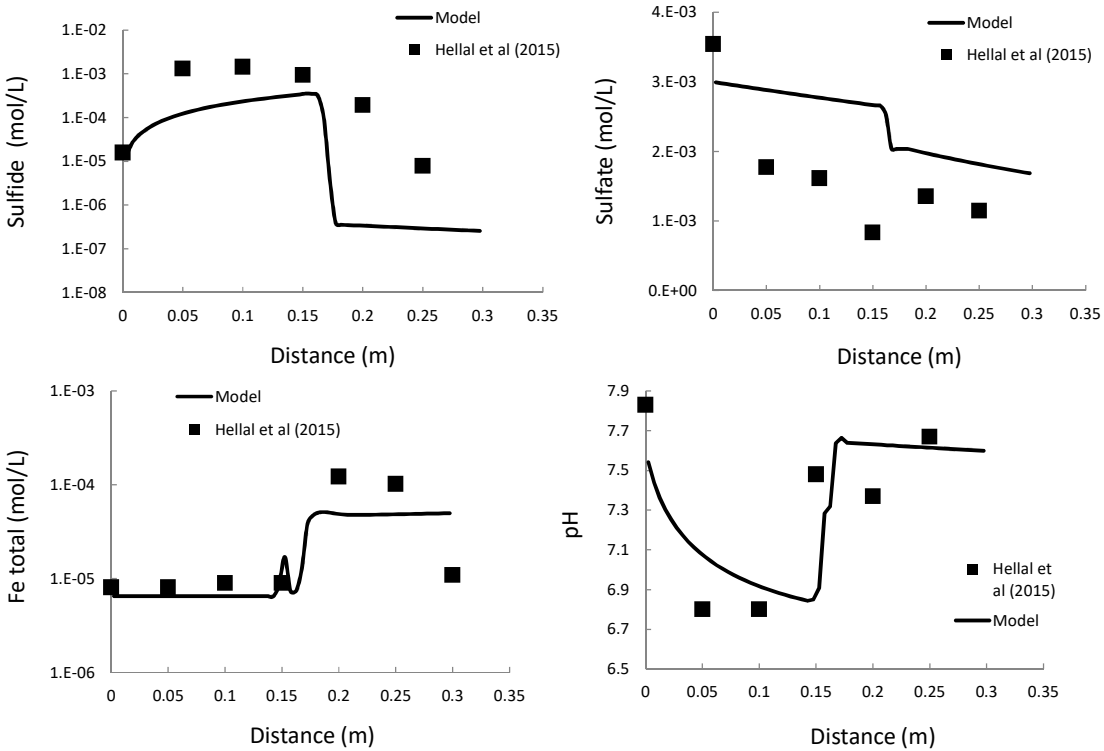 1.E-02
1.E-03
1.E-04
1.E-05
1.E-06
1.E-07
1.E-08
Sulfide (mol/L)
Model
Hellal et al (2015)
0 0.05 0.1 0.15 0.2 0.25 0.3 0.35
Distance (m)
4.E-03
3.E-03
2.E-03
1.E-03
0.E+00
Sulfate (mol/L)
Model
Hellal et al (2015)
0 0.05 0.1 0.15 0.2 0.25 0.3 0.35
Distance (m)
1.E-03
1.E-04
1.E-05
1.E-06
Fe total (mol/L)
Model
Hellal et al (2015)
0 0.05 0.1 0.15 0.2 0.25 0.3 0.35
Distance (m)
7.9
7.7
7.5
7.3
7.1
6.9
6.7
6.5
pH
Hellal et
al (2015)
Model
0 0.05 0.1 0.15 0.2 0.25 0.3 0.35
Distance (m)